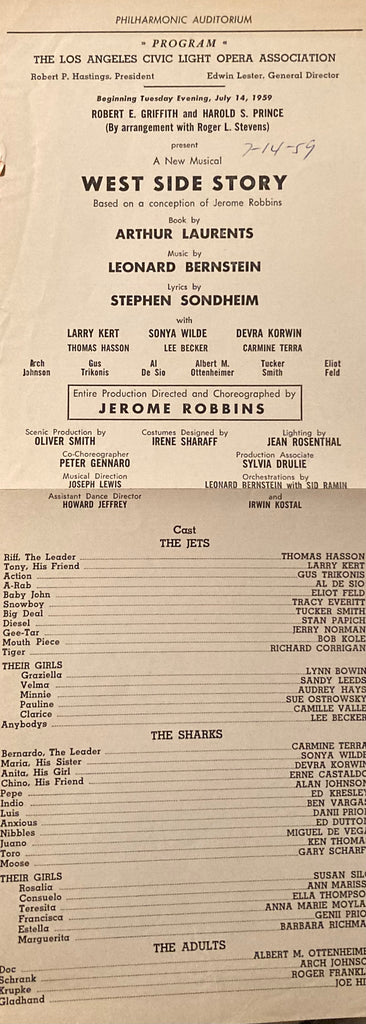 PHILHARMONIC AUDITORIUM
» PROGRAM «
THE LOS ANGELES CIVIC LIGHT OPERA ASSOCIATION
Robert P. Hastings, President Edwin Lester, General Director
Beginning Tuesday Evening, July 14, 1959
ROBERT E. GRIFFITH and HAROLD S. PRINCE
(By arrangement with Roger L. Stevens)
present
7-14-59
A New Musical
WEST SIDE STORY
Based on a conception of Jerome Robbins
Book by
ARTHUR LAURENTS
Music by
LEONARD BERNSTEIN
Lyrics by
STEPHEN SONDHEIM
with
LARRY KERT SONYA WILDE DEVRA KORWIN
THOMAS HASSON LEE BECKER CARMINE TERRA
Arch Johnson Gus Trikonis Al De Sio Albert M. Ottenheimer Tucker Smith Eliot Feld
Entire Production Directed and Choreographed by
JEROME ROBBINS
Scenic Production by Costumes Designed by Lighting by
OLIVER SMITH IRENE SHARAFF JEAN ROSENTHAL
Co-Choreographer Production Associate
PETER GENNARO SYLVIA DRULIE
Musical Direction Orchestrations by
JOSEPH LEWIS LEONARD BERNSTEIN with SID RAMIN
Assistant Dance Director and
HOWARD JEFFREY IRWIN KOSTAL
Cast
THE JETS
Riff, The Leader THOMAS HASSON
Tony, His Friend LARRY KERT
Action GUS TRIKONIS
A-Rab AL DE SIO
Baby John ELIOT FELD
Snowboy TRACY EVERITT
Big Deal TUCKER SMITH
Diesel STAN PAPICH
Gee-Tar JERRY NORMAN
Mouth Piece BOB KOLE
Tiger RICHARD CORRIGAN
THEIR GIRLS
Graziella LYNN BOWIN
Velma SANDY LEEDS
Minnie AUDREY HAYS
Pauline SUE OSTROWSKY
Clarice CAMILLE VALLE
Anybodys LEE BECKER
THE SHARKS
Bernardo, The Leader CARMINE TERRA
Maria, His Sister SONYA WILDE
Anita, His Girl DEVRA KORWIN
Chino, His Friend ERNE CASTALDO
Pepe ALAN JOHNSON
Indio ED KRESLEY
Luis BEN VARGAS
Anxious DANII PRIOR
Nibbles ED DUTTO
Juano MIGUEL DE VEGA
Toro KEN THOMA
Moose GARY SCHARF
THEIR GIRLS
Rosalia SUSAN SIL
Consuelo ANN MARISS
Teresita ELLA THOMPSO
Francisca ANNA MARIE MOYLA
Estella GENII PRIO
Marguerita BARBARA RICHMA
THE ADULTS
Doc ALBERT M. OTTENHEIME
Schrank ARCH JOHNSO
Krupke ROGER FRANKL
Gladhand JOE HI